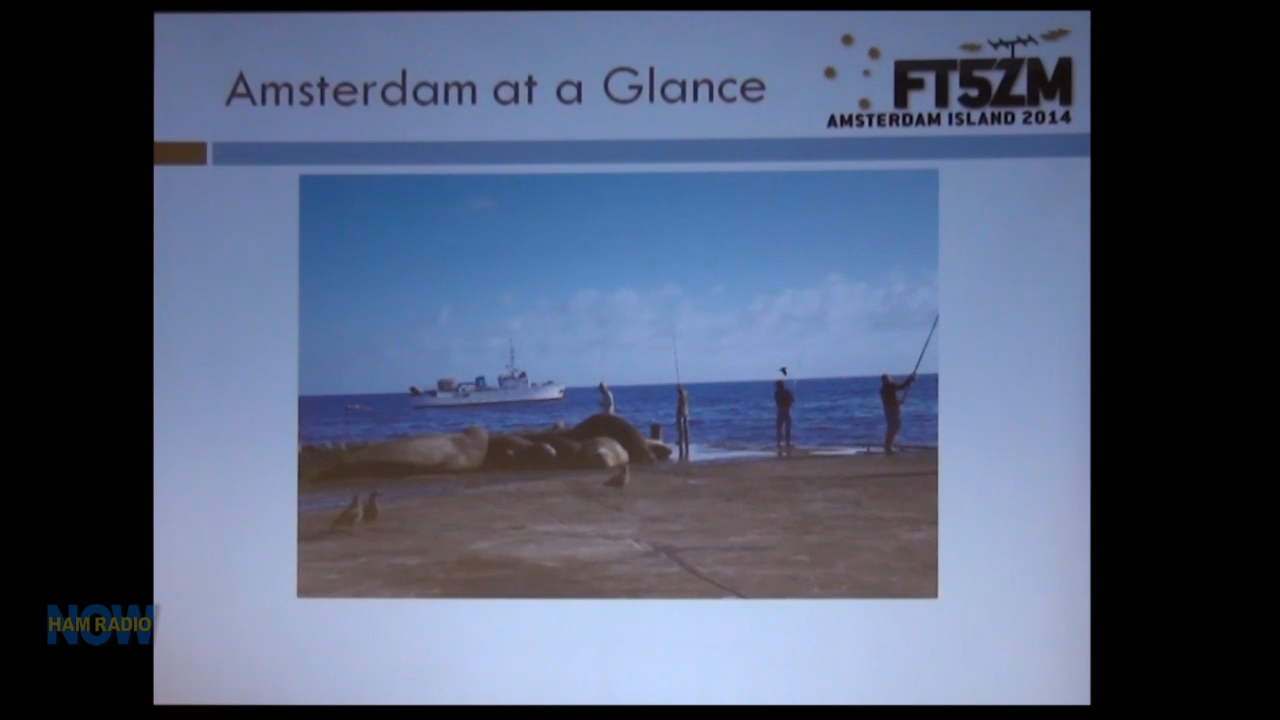 Amsterdam at a Glance
FT5ZM
AMSTERDAM ISLAND 2014
NOW
HAM RADIO